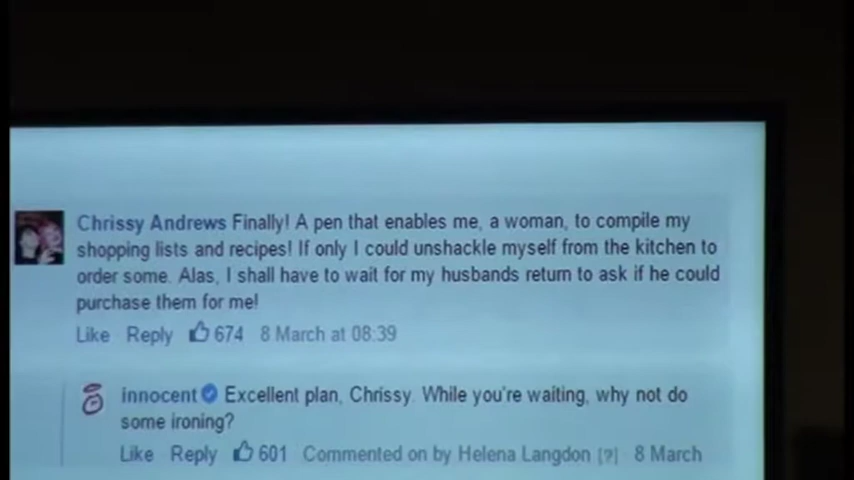 Chrissy Andrews Finally! A pen that enables me, a woman, to compile my
shopping lists and recipes! If only I could unshackle myself from the kitchen to
order some. Alas, I shall have to wait for my husbands return to ask if he could
purchase them for me!
Like Reply 674 8 March at 08:39
innocent Excellent plan, Chrissy. While you're waiting, why not do
some ironing?
Like Reply 601 Commented on by Helena Langdon [?] 8 March